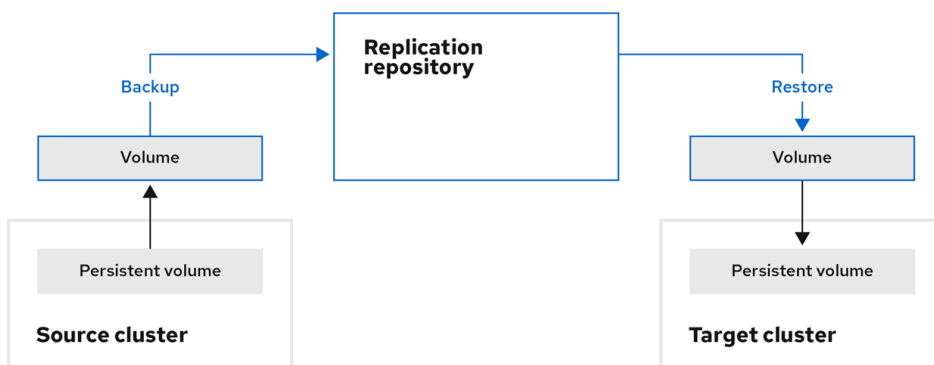 Replication
repository
Backup
Restore
Volume
Volume
Persistent volume
Persistent volume
Source cluster
Target cluster